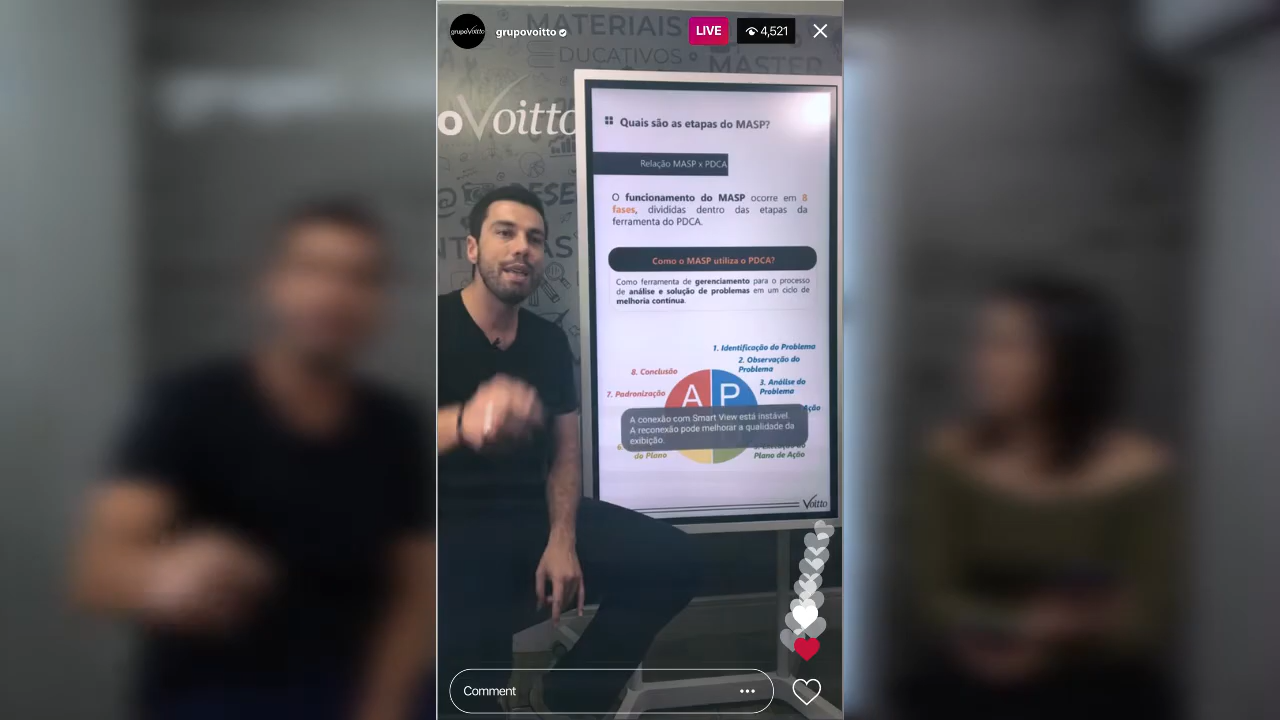 grupoVoitto
grupovoitto
LIVE
4,521
MATERIAIS
DUCATIVOS
MASTER
oVoitto
Quais são as etapas do MASP?
Relação MASP x PDCA
O funcionamento do MASP ocorre em 8
fases, divididas dentro das etapas da
ferramenta do PDCA.
Como o MASP utiliza o PDCA?
Como ferramenta de gerenciamento para o processo
de análise e solução de problemas em um ciclo de
melhoria contínua.
1. Identificação do Problema
2. Observação do
Problema
8. Conclusão
3. Análise do
Problema
7. Padronização
A P
Ação
A conexão com Smart View está instável.
A reconexão pode melhorar a qualidade da
exibição.
do Plano
Plano de Ação
Voitto
Comment